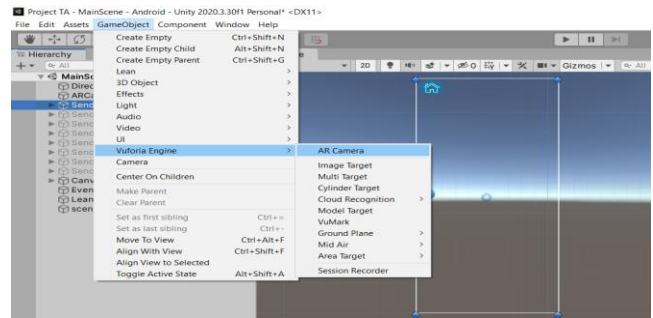 Project TA - MainScene - Android - Unity 2020.3.30f1 Personal* <DX11>
File Edit Assets GameObject Component Window Help
Hierarchy
All
2D
0
Gizmos
All
MainSc
Direc
ARCa
Senc
Senc
Senc
Senc
Senc
Senc
Senc
Canv
Even
Lean
scen
Create Empty Ctrl+Shift+N
Create Empty Child Alt+Shift+N
Create Empty Parent Ctrl+Shift+G
Lean
3D Object
Effects
Light
Audio
Video
UI
Vuforia Engine
Camera
Center On Children
Make Parent
Clear Parent
Set as first sibling Ctrl+=
Set as last sibling Ctrl+-
Move To View Ctrl+Alt+F
Align With View Ctrl+Shift+F
Align View to Selected
Toggle Active State Alt+Shift+A
AR Camera
Image Target
Multi Target
Cylinder Target
Cloud Recognition
Model Target
VuMark
Ground Plane
Mid Air
Area Target
Session Recorder